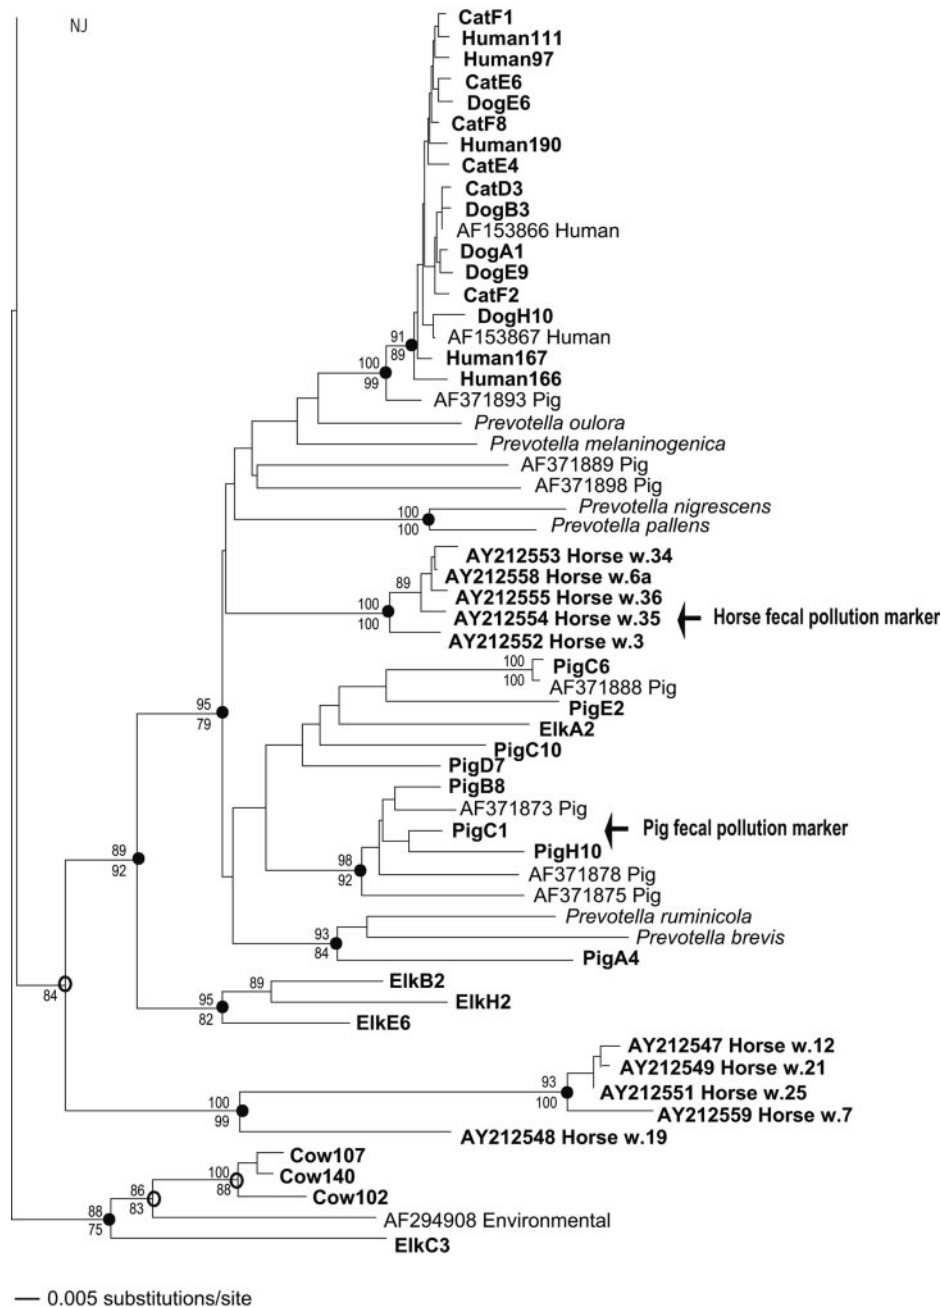 NJ
CatF1
Human111
Human97
CatE6
DogE6
CatF8
Human190
CatE4
CatD3
DogB3
AF153866 Human
DogA1
DogE9
CatF2
DogH10
91
AF153867 Human
89
Human167
100
Human166
99
AF371893 Pig
Prevotella oulora
Prevotella melaninogenica
AF371889 Pig
AF371898 Pig
Prevotella nigrescens
100
100
Prevotella pallens
AY212553 Horse w.34
AY212558 Horse w.6a
89
AY212555 Horse w.36
100
AY212554 Horse w.35
Horse fecal pollution marker
100
AY212552 Horse w.3
100
PigC6
100
AF371888 Pig
95
PigE2
79
ElkA2
PigC10
PigD7
PigB8
AF371873 Pig
PigC1
Pig fecal pollution marker
89
PigH10
98
92
92
AF371878 Pig
AF371875 Pig
Prevotella ruminicola
93
Prevotella brevis
84
PigA4
89
ElkB2
84
95
ElkH2
82
ElkE6
AY212547 Horse w.12
AY212549 Horse w.21
93
AY212551 Horse w.25
100
100
AY212559 Horse w.7
99
AY212548 Horse w.19
Cow107
100
Cow140
86
88
Cow102
83
88
AF294908 Environmental
75
ElkC3
0.005 substitutions/site